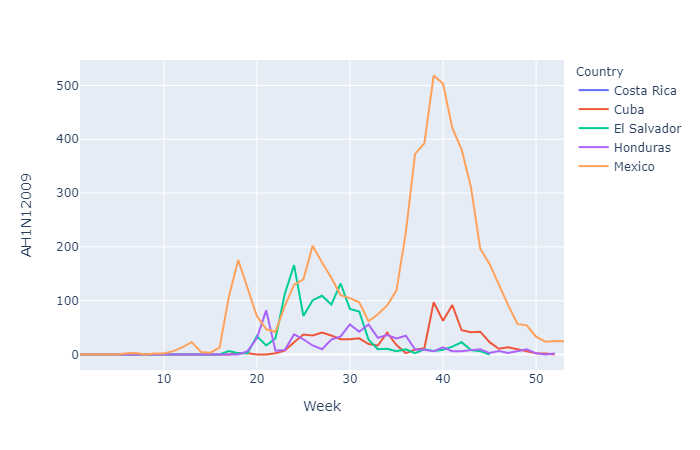 AH1N12009
500
400
300
200
100
0
10
20
30
40
50
Week
Country
Costa Rica
Cuba
El Salvador
Honduras
Mexico